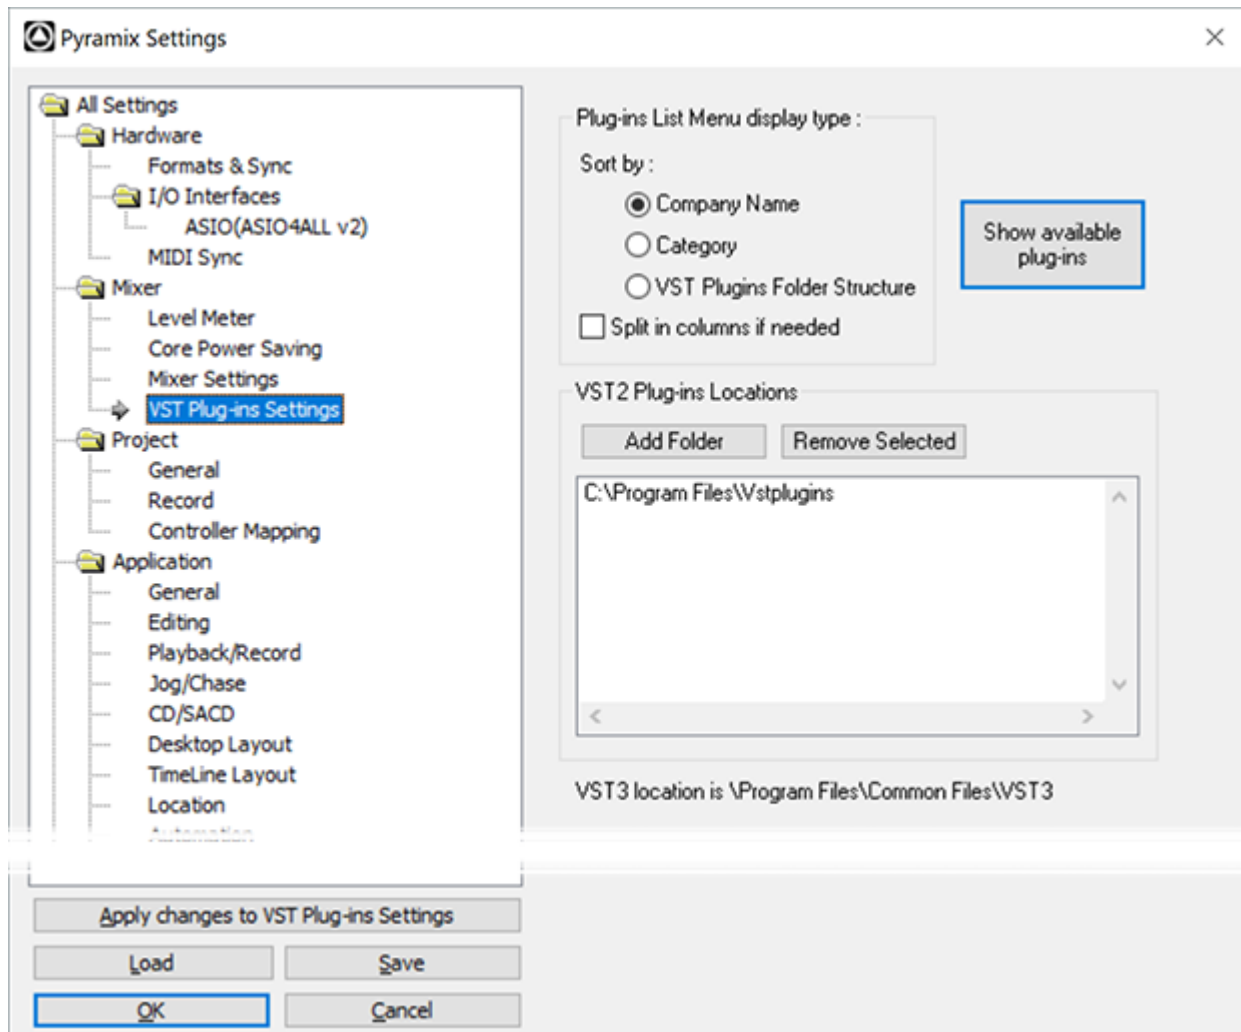 Pyramix Settings
All Settings
Hardware
Formats & Sync
I/O Interfaces
ASIO(ASIO4ALL v2)
MIDI Sync
Mixer
Level Meter
Core Power Saving
Mixer Settings
VST Plug-ins Settings
Project
General
Record
Controller Mapping
Application
General
Editing
Playback/Record
Jog/Chase
CD/SACD
Desktop Layout
TimeLine Layout
Location
Apply changes to VST Plug-ins Settings
Load
Save
OK
Cancel
Plug-ins List Menu display type :
Sort by :
Company Name
Category
VST Plugins Folder Structure
Split in columns if needed
Show available
plug-ins
VST2 Plug-ins Locations
Add Folder
Remove Selected
C:\Program Files\Vstplugins
VST3 location is \Program Files\Common Files\VST3